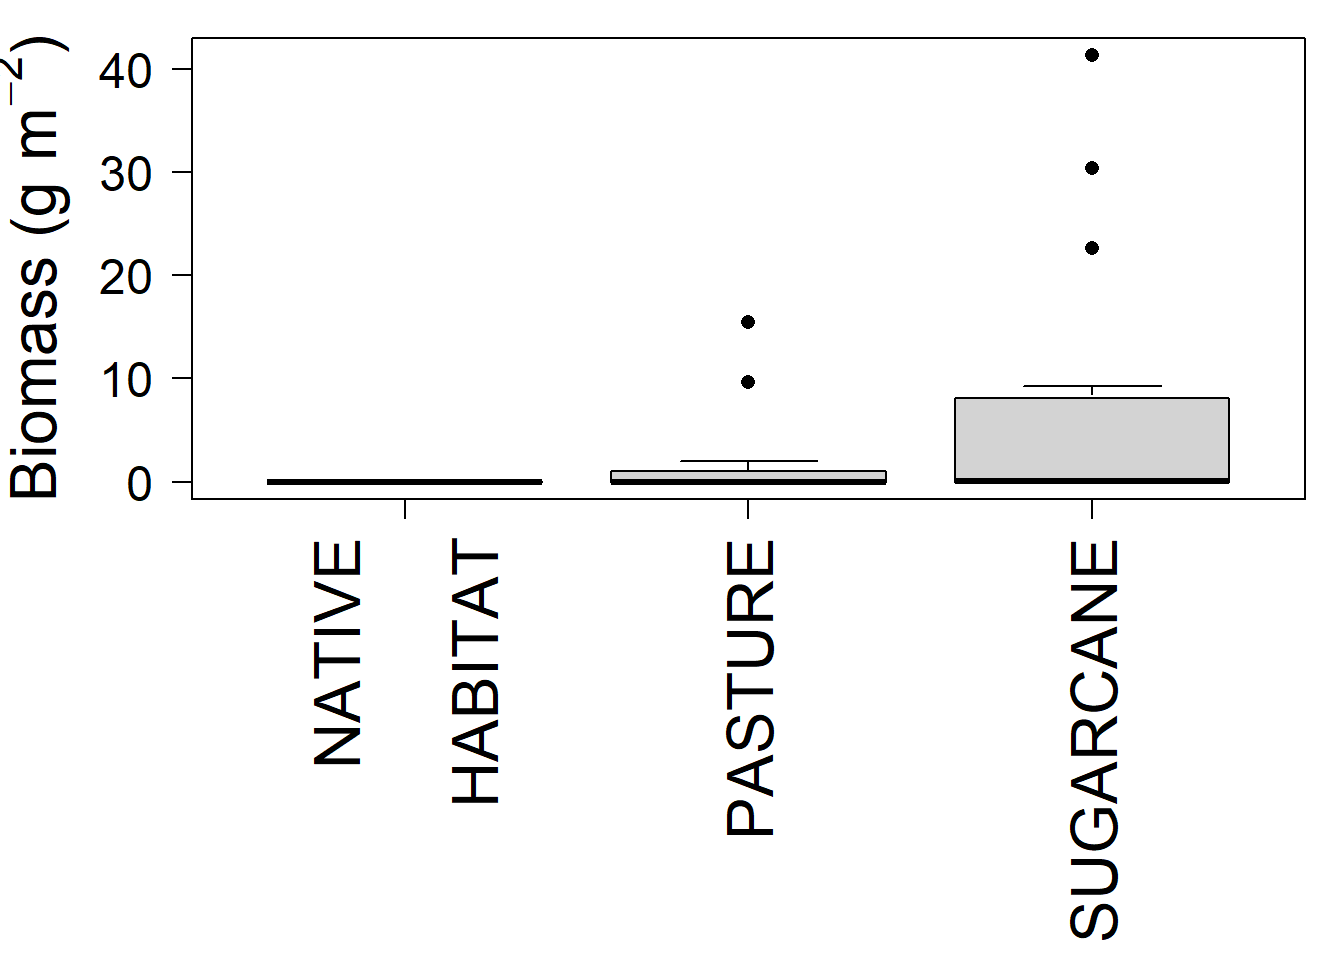 Biomass (g m⁻²)
40
30
20
10
0
NATIVE
HABITAT
PASTURE
SUGARCANE